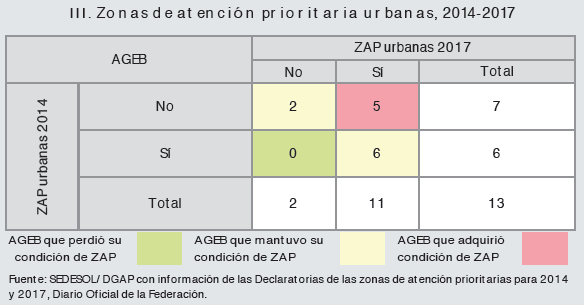 III. Zonas de atención prioritaria urbanas, 2014-2017
AGEB
ZAP urbanas 2017
No
Sí
Total
ZAP urbanas 2014
No
2
5
7
Sí
0
6
6
Total
2
11
13
AGEB que perdió su condición de ZAP
AGEB que mantuvo su condición de ZAP
AGEB que adquirió condición de ZAP
Fuente: SEDESOL/ DGAP con información de las Declaratorias de las zonas de atención prioritarias para 2014
y 2017, Diario Oficial de la Federación.